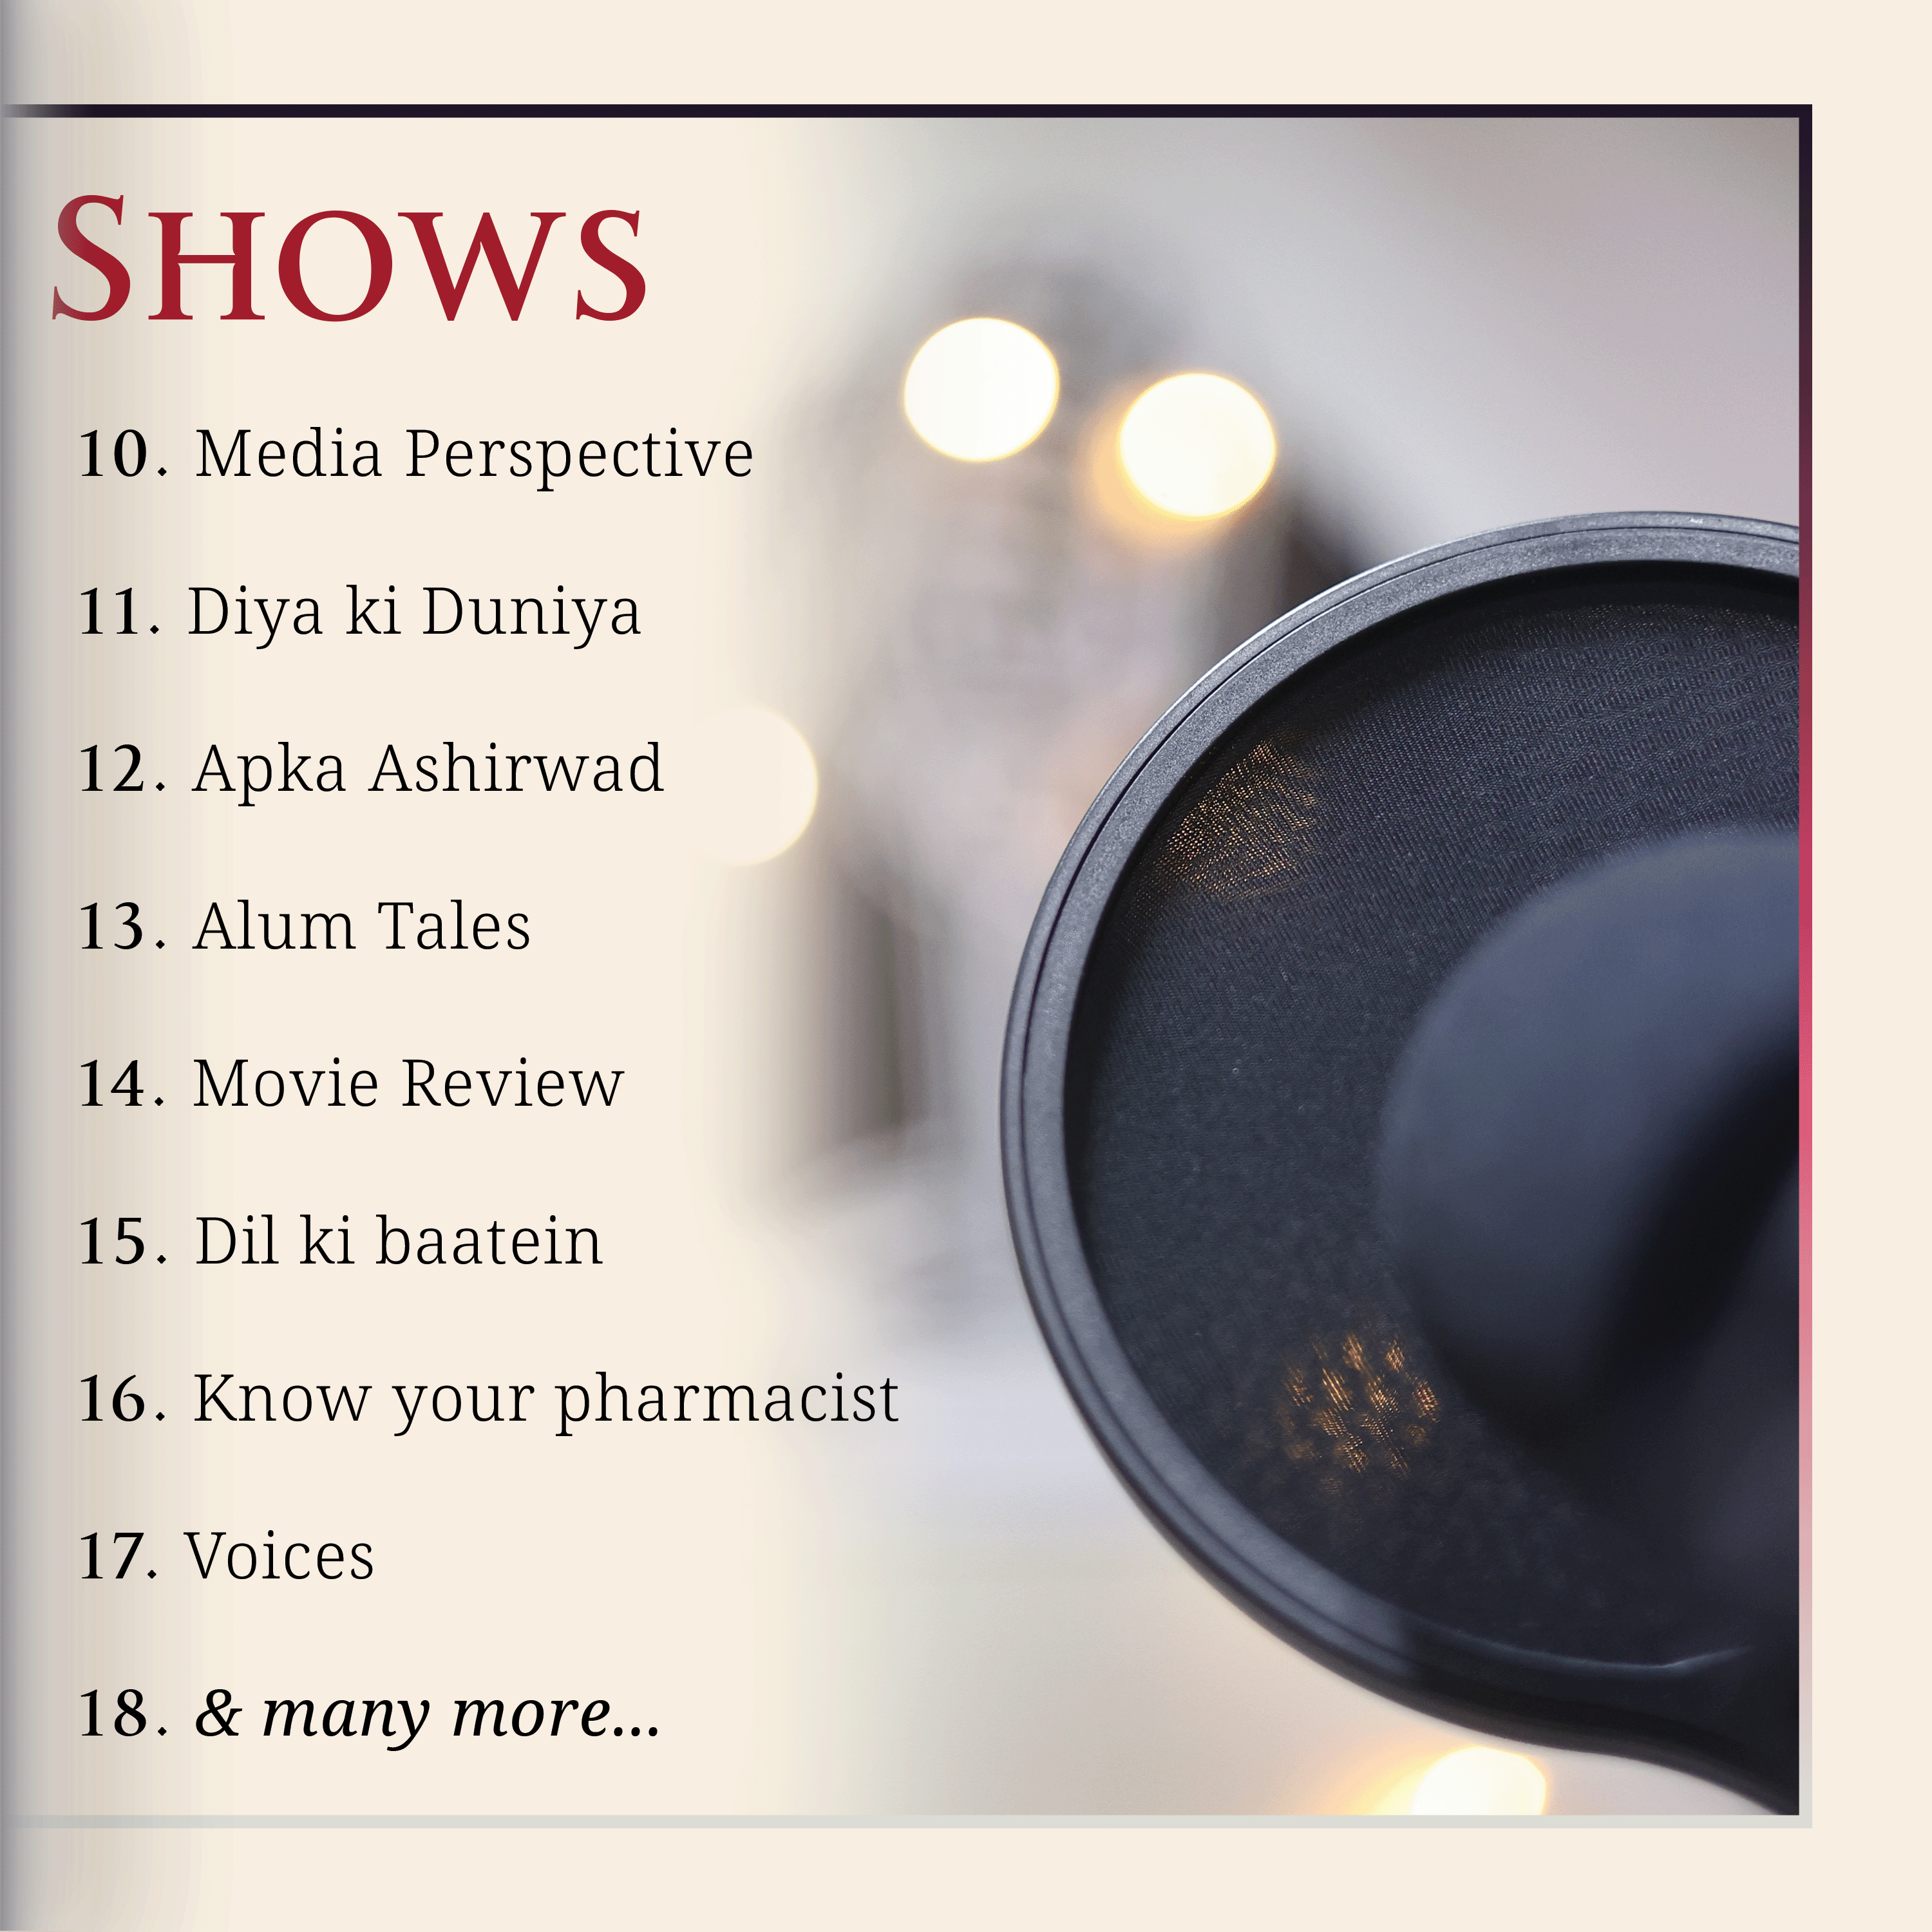 Shows
10. Media Perspective
11. Diya ki Duniya
12. Apka Ashirwad
13. Alum Tales
14. Movie Review
15. Dil ki baatein
16. Know your pharmacist
17. Voices
18. & many more...